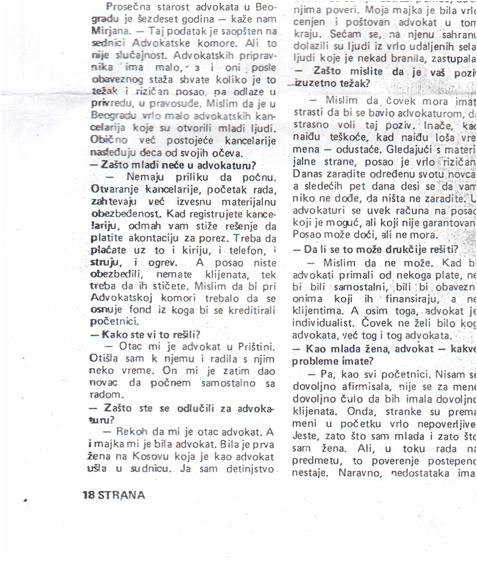 Prosečna starost advokata u Beo-
gradu je šezdeset godina — kaže nam
Mirjana. — Taj podatak je saopšten na
sednici Advokatske komore. Ali to
nije slučajnost. Advokatskih priprav-
nika ima malo, a i oni posle
obaveznog staža shvate koliko je to
težak i rizičan posao, pa odlaze u
privredu, u pravosuđe. Mislim da je u
Beogradu vrlo malo advokatskih kan-
celarija koje su otvorili mladi ljudi.
Obično već postojeće kancelarije
nasleđuju deca od svojih očeva.
— Zašto mladi neće u advokaturu?
— Nemaju priliku da počnu.
Otvaranje kancelarije, početak rada,
zahtevaju već izvesnu materijalnu
obezbeđenost. Kad registrujete kance-
lariju, odmah vam stiže rešenje da
platite akontaciju za porez. Treba da
plaćate uz to i kiriju, i telefon, i
struju, i ogrev. A posao niste
obezbedili, nemate klijenata, tek
treba da ih stičete. Mislim da bi pri
Advokatskoj komori trebalo da se
osnuje fond iz koga bi se kreditirali
početnici.
— Kako ste vi to rešili?
— Otac mi je advokat u Prištini.
Otišla sam k njemu i radila s njim
neko vreme. On mi je zatim dao
novac da počnem samostalno sa
radom.
— Zašto ste se odlučili za advoka-
turu?
— Rekoh da mi je otac advokat. A
i majka mi je bila advokat. Bila je prva
žena na Kosovu koja je kao advokat
ušla u sudnicu. Ja sam detinjstvo
18 STRANA
njima poveri. Moja majka je bila vrlo
cenjen i poštovan advokat u tom
kraju. Sećam se, na njenu sahranu
dolazili su ljudi iz vrlo udaljenih sela
ljudi koje je nekad branila, zastupala.
— Zašto mislite da je vaš poziv
izuzetno težak?
— Mislim da čovek mora imat
strasti da bi se bavio advokaturom, da
strasno voli taj poziv. Inače, kad
naiđu teškoće, kad naiđu loša vre
mena — odustaće. Gledajući s materi
jalne strane, posao je vrlo rizičan
Danas zaradite određenu svotu novca
a sledećih pet dana desi se da vam
niko ne dođe, da ništa ne zaradite. U
advokaturi se uvek računa na posao
koji je moguć, ali koji nije garantovan
Posao može doći, ali ne mora.
— Da li se to može drukčije rešiti?
— Mislim da ne može. Kad b
advokati primali od nekoga plate, ne
bi bili samostalni, bili bi obavezn
onima koji ih finansiraju, a ne
klijentima. A osim toga, advokat je
individualist. Čovek ne želi bilo kog
advokata, već tog i tog advokata.
— Kao mlada žena, advokat — kakve
probleme imate?
— Pa, kao svi početnici. Nisam se
dovoljno afirmisala, nije se za mene
dovoljno čulo da bih imala dovoljno
klijenata. Onda, stranke su prema
meni u početku vrlo nepoverljive.
Jeste, zato što sam mlada i zato što
sam žena. Ali, u toku rada na
predmetu, to poverenje postepeno
nestaje. Naravno, nedostataka ima